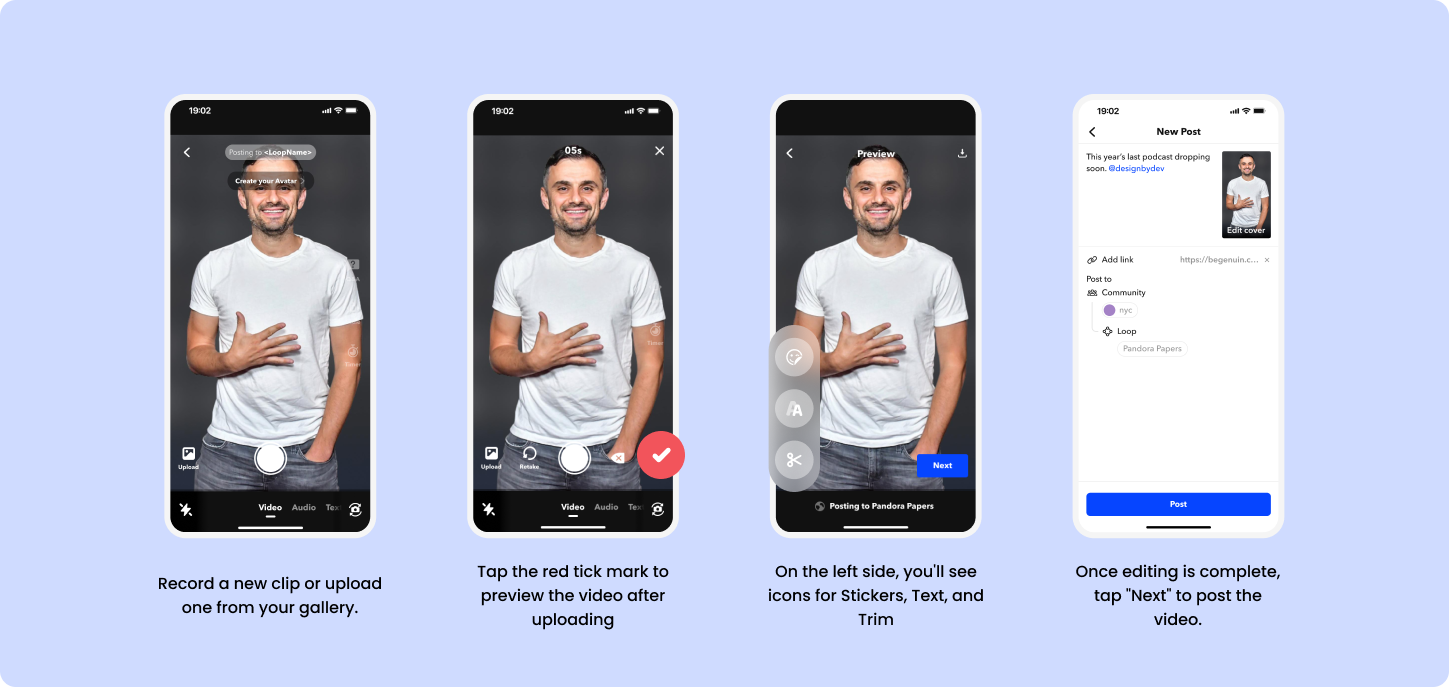 19:02
Posting to <LoopName>
Create your Avatar
Timer
Upload
Video Audio Tex
Record a new clip or upload
one from your gallery.
19:02
05s
Timer
Upload Retake
Video Audio Tex
Tap the red tick mark to
preview the video after
uploading
Preview
A
Next
Posting to Pandora Papers
On the left side, you'll see
icons for Stickers, Text, and
Trim
19:02
New Post
This year's last podcast dropping
soon. @designbydev
Edit cover
Add link https://begenuin.c...
Post to
Community
nyc
Loop
Pandora Papers
Post
Once editing is complete,
tap "Next" to post the
video.